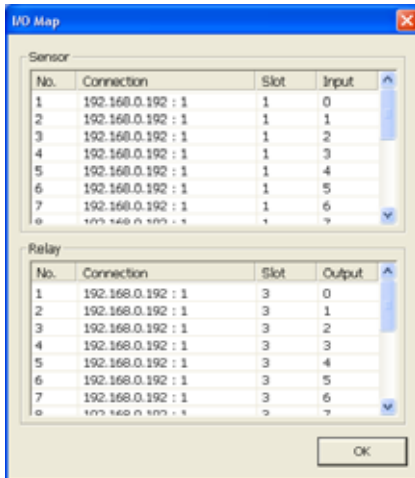 I/O Map
Sensor
No. Connection Slot Input
1 192.168.0.192 : 1 1 0
2 192.168.0.192 : 1 1 1
3 192.168.0.192 : 1 1 2
4 192.168.0.192 : 1 1 3
5 192.168.0.192 : 1 1 4
6 192.168.0.192 : 1 1 5
7 192.168.0.192 : 1 1 6
Relay
No. Connection Slot Output
1 192.168.0.192 : 1 3 0
2 192.168.0.192 : 1 3 1
3 192.168.0.192 : 1 3 2
4 192.168.0.192 : 1 3 3
5 192.168.0.192 : 1 3 4
6 192.168.0.192 : 1 3 5
7 192.168.0.192 : 1 3 6
OK